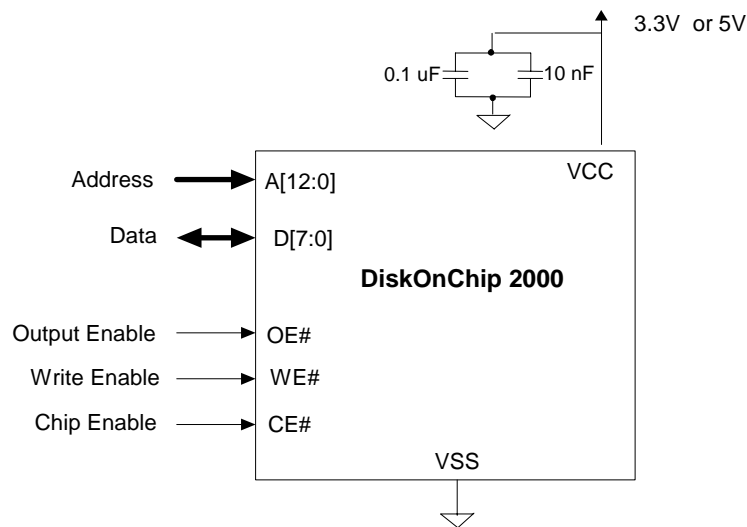 3.3V or 5V
0.1 uF
10 nF
VCC
Address
A[12:0]
Data
D[7:0]
DiskOnChip 2000
Output Enable
OE#
Write Enable
WE#
Chip Enable
CE#
VSS